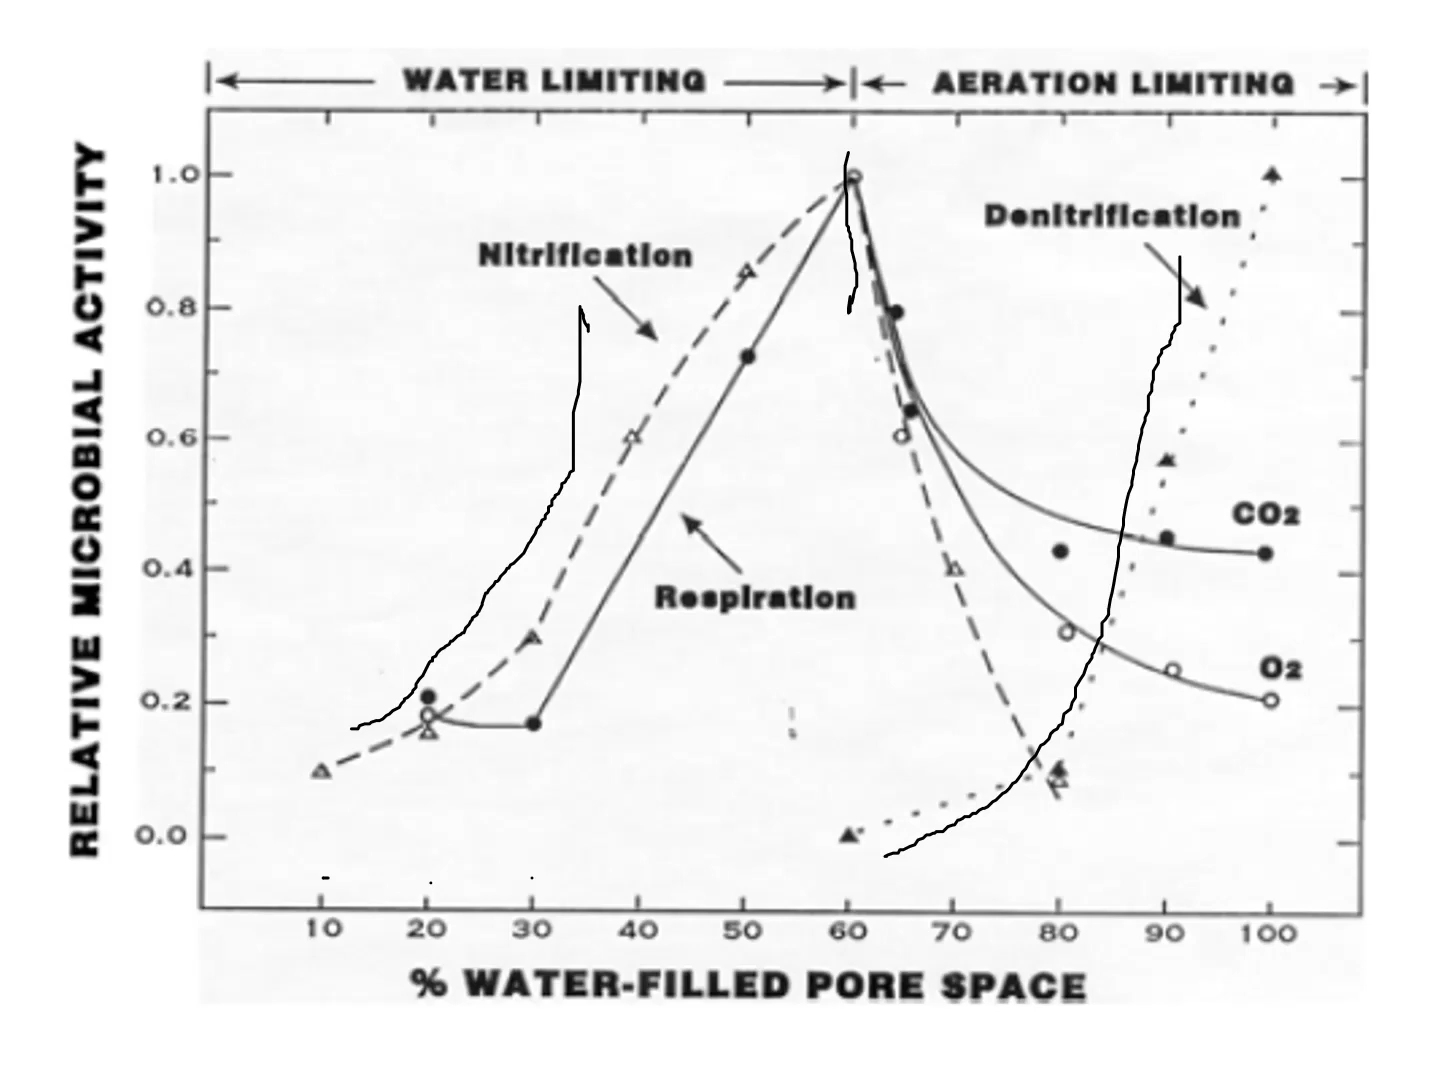 WATER LIMITING
AERATION LIMITING
RELATIVE MICROBIAL ACTIVITY
1.0
0.8
0.6
0.4
0.2
0.0
Nitrification
Denitrification
Respiration
CO2
O2
10 20 30 40 50 60 70 80 90 100
% WATER-FILLED PORE SPACE